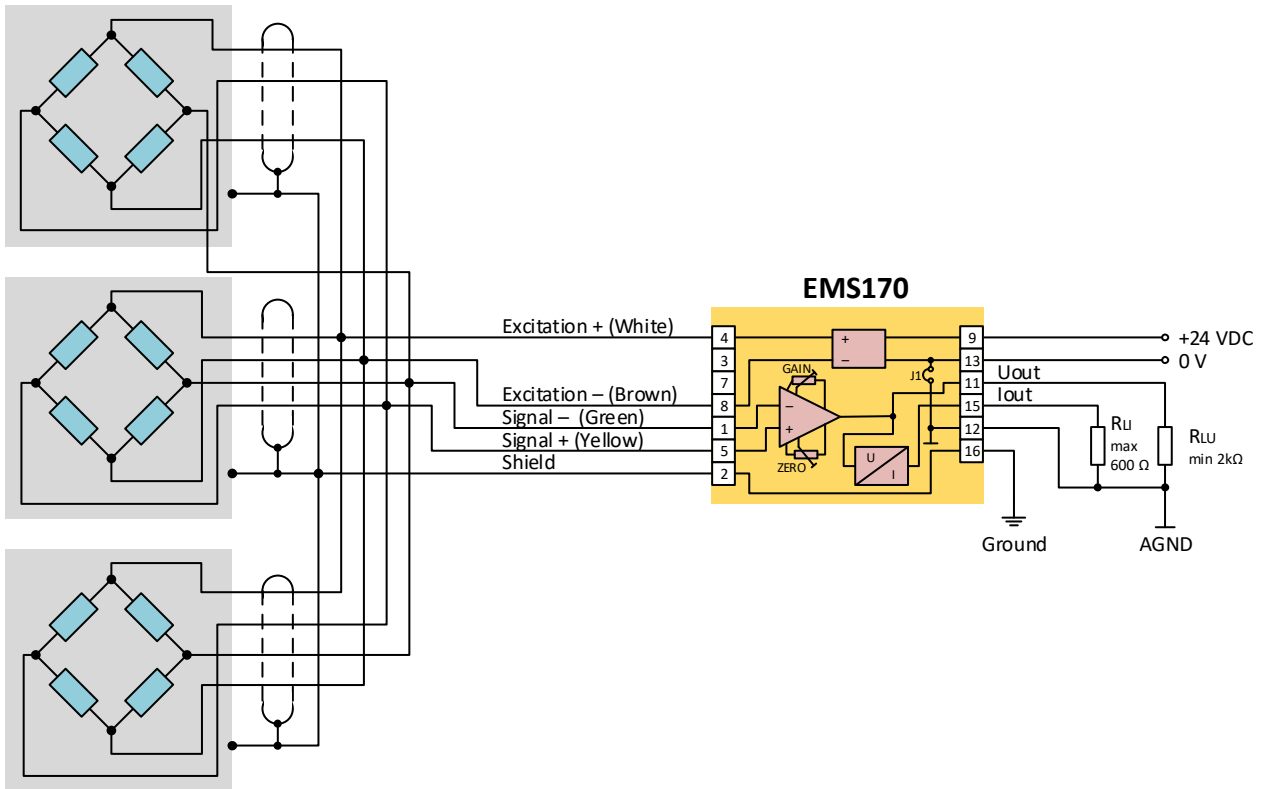 EMS170
Excitation + (White)
Excitation – (Brown)
Signal – (Green)
Signal + (Yellow)
Shield
4
3
7
8
1
5
2
+
–
GAIN
–
+
ZERO
J1
U
I
9
13
11
15
12
16
+24 VDC
0 V
Uout
Iout
RLI
max
600 Ω
RLU
min 2kΩ
Ground
AGND